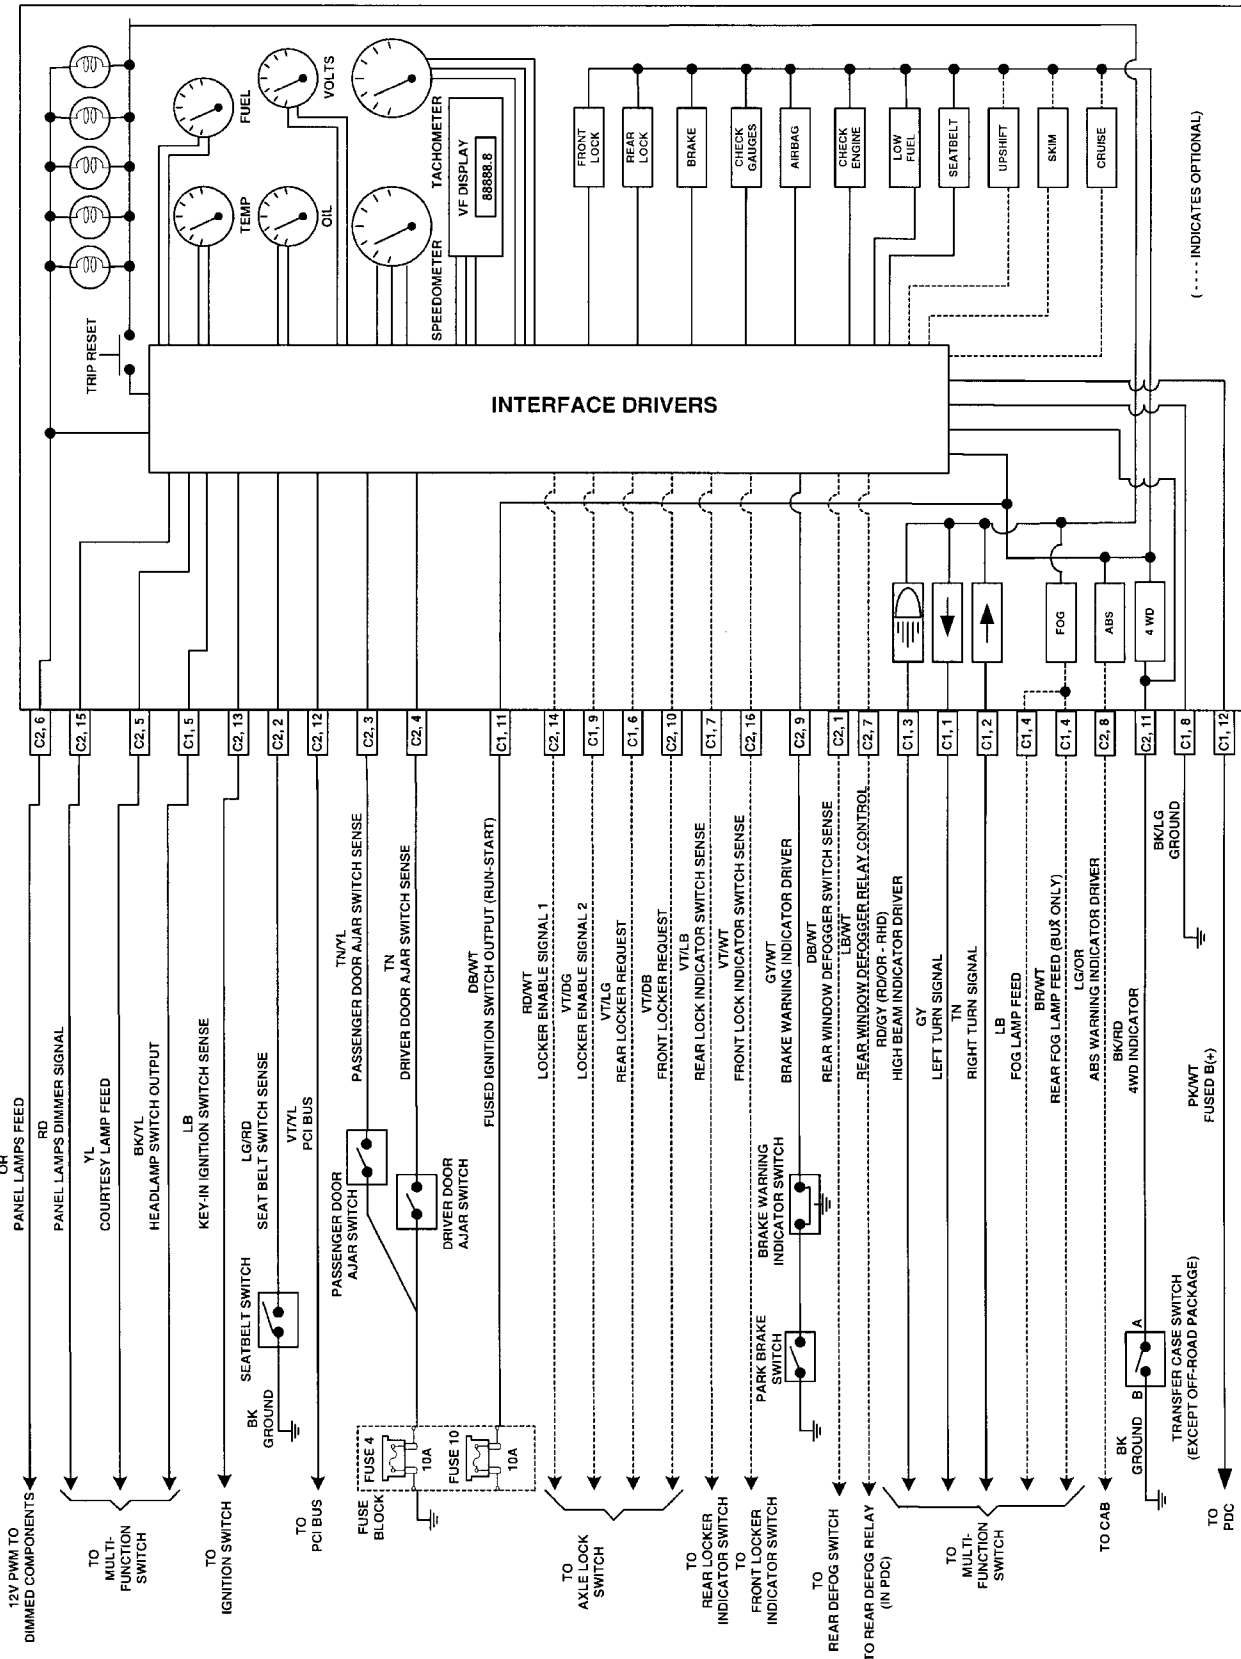 TRIP RESET
FUEL
VOLTS
TEMP
OIL
TACHOMETER
SPEEDOMETER
VF DISPLAY
88888.8
FRONT
LOCK
REAR
LOCK
BRAKE
CHECK
GAUGES
AIRBAG
CHECK
ENGINE
LOW
FUEL
SEATBELT
UPSHIFT
SKIM
CRUISE
( - - - - INDICATES OPTIONAL)
INTERFACE DRIVERS
FOG
ABS
4 WD
C2, 6
C2, 15
C2, 5
C1, 5
C2, 13
C2, 2
C2, 12
C2, 3
C2, 4
C1, 11
C2, 14
C1, 9
C1, 6
C2, 10
C1, 7
C2, 16
C2, 9
C2, 1
C2, 7
C1, 3
C1, 1
C1, 2
C1, 4
C1, 4
C2, 8
C2, 11
C1, 8
C1, 12
OR
PANEL LAMPS FEED
RD
PANEL LAMPS DIMMER SIGNAL
YL
COURTESY LAMP FEED
BK/YL
HEADLAMP SWITCH OUTPUT
LB
KEY-IN IGNITION SWITCH SENSE
LG/RD
SEAT BELT SWITCH SENSE
VT/YL
PCI BUS
TN/YL
PASSENGER DOOR AJAR SWITCH SENSE
TN
DRIVER DOOR AJAR SWITCH SENSE
DB/WT
FUSED IGNITION SWITCH OUTPUT (RUN-START)
RD/WT
LOCKER ENABLE SIGNAL 1
VT/DG
LOCKER ENABLE SIGNAL 2
VT/LG
REAR LOCKER REQUEST
VT/DB
FRONT LOCKER REQUEST
VT/LB
REAR LOCK INDICATOR SWITCH SENSE
VT/WT
FRONT LOCK INDICATOR SWITCH SENSE
GY/WT
BRAKE WARNING INDICATOR DRIVER
DB/WT
REAR WINDOW DEFOGGER SWITCH SENSE
LB/WT
REAR WINDOW DEFOGGER RELAY CONTROL
RD/GY (RD/OR - RHD)
HIGH BEAM INDICATOR DRIVER
GY
LEFT TURN SIGNAL
TN
RIGHT TURN SIGNAL
LB
FOG LAMP FEED
BR/WT
REAR FOG LAMP FEED (BUX ONLY)
LG/OR
ABS WARNING INDICATOR DRIVER
BK/RD
4WD INDICATOR
BK/LG
GROUND
PK/WT
FUSED B(+)
SEATBELT SWITCH
BK
GROUND
PASSENGER DOOR
AJAR SWITCH
DRIVER DOOR
AJAR SWITCH
FUSE 4
10A
FUSE 10
10A
FUSE
BLOCK
BRAKE WARNING
INDICATOR SWITCH
PARK BRAKE
SWITCH
A
B
BK
GROUND
TRANSFER CASE SWITCH
(EXCEPT OFF-ROAD PACKAGE)
12V PWM TO
DIMMED COMPONENTS
TO
MULTI-
FUNCTION
SWITCH
TO
IGNITION SWITCH
TO
PCI BUS
TO
AXLE LOCK
SWITCH
TO
REAR LOCKER
INDICATOR SWITCH
TO
FRONT LOCKER
INDICATOR SWITCH
TO
REAR DEFOG SWITCH
TO REAR DEFOG RELAY
(IN PDC)
TO
MULTI-
FUNCTION
SWITCH
TO CAB
TO
PDC